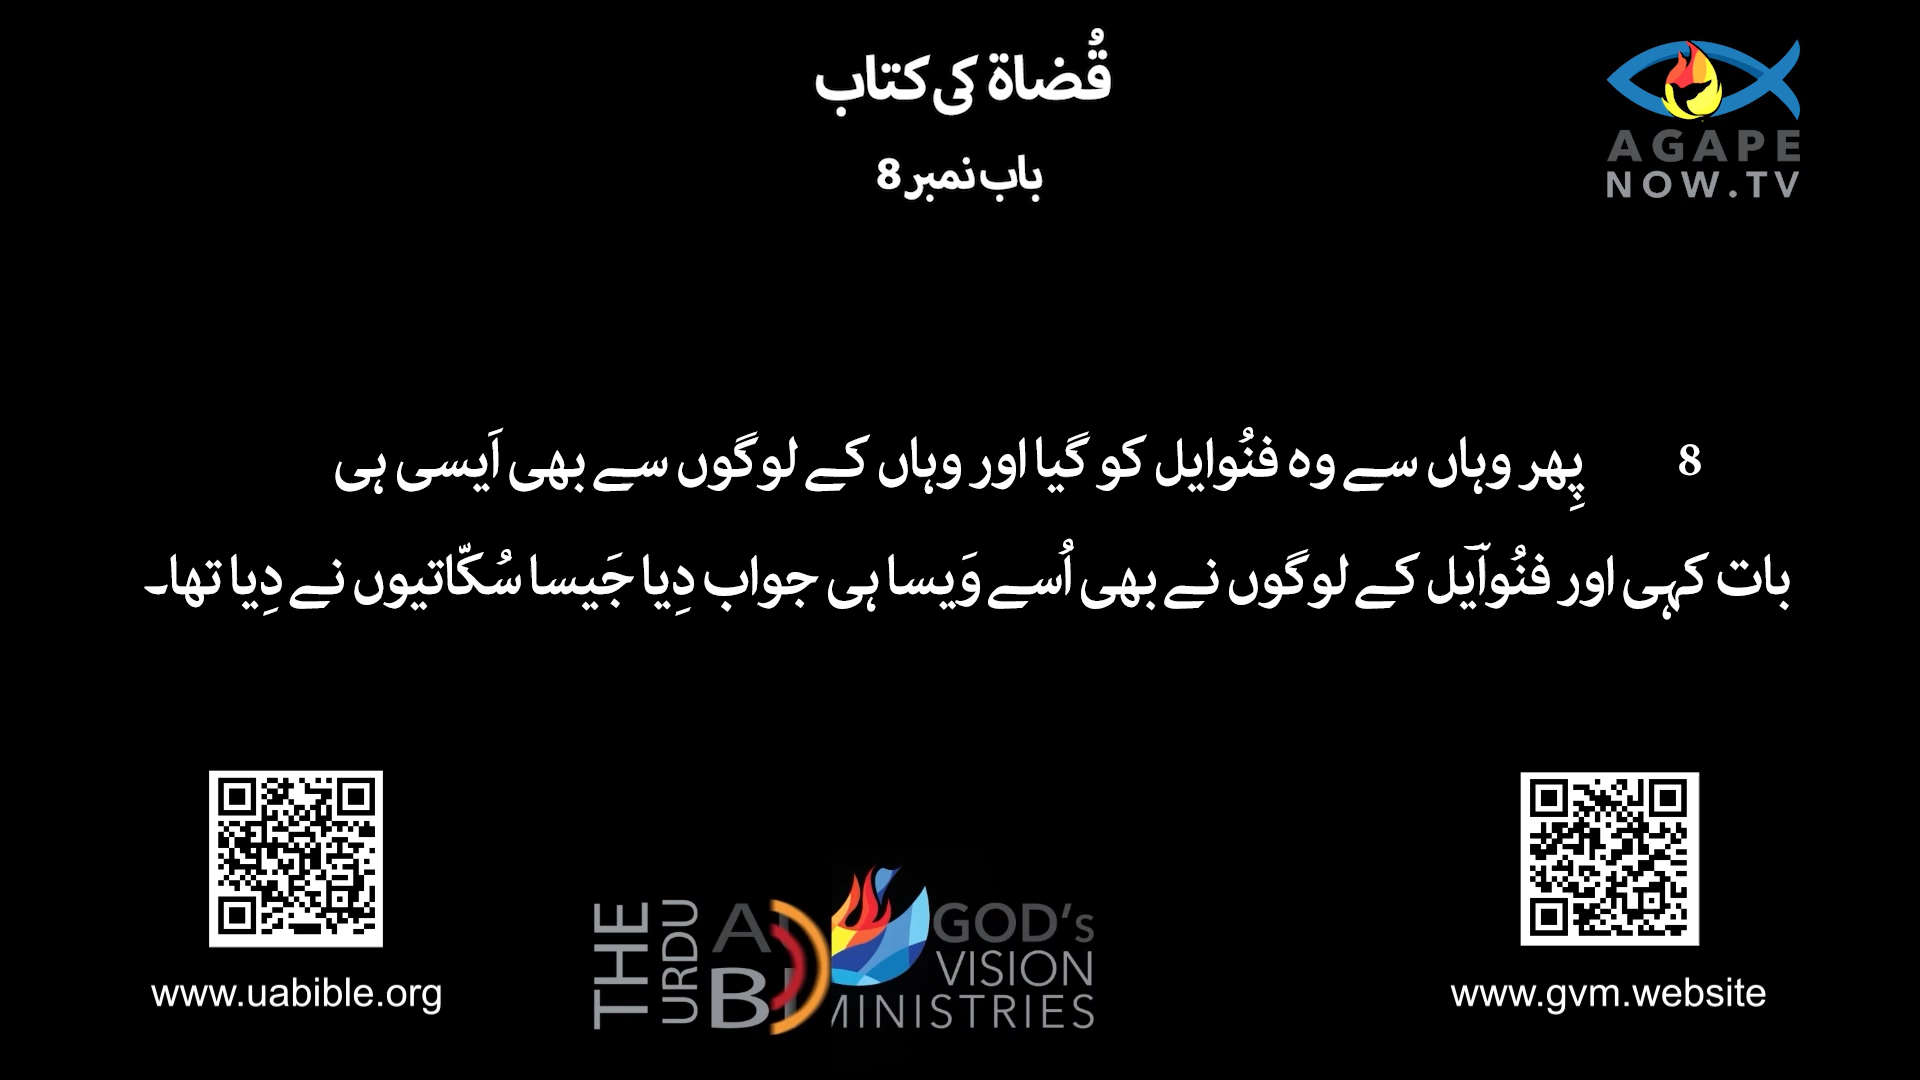 قُضاۃ کی کتاب
باب نمبر 8
AGAPE
NOW.TV
8 پِھر وہاں سے وہ فنُوایل کو گیا اور وہاں کے لوگوں سے بھی اَیسی ہی
بات کہی اور فنُوآیل کے لوگوں نے بھی اُسے وَیسا ہی جواب دِیا جَیسا سُکّاتیوں نے دِیا تھا۔
THE
URDU
GOD's
VISION
MINISTRIES
www.uabible.org
www.gvm.website